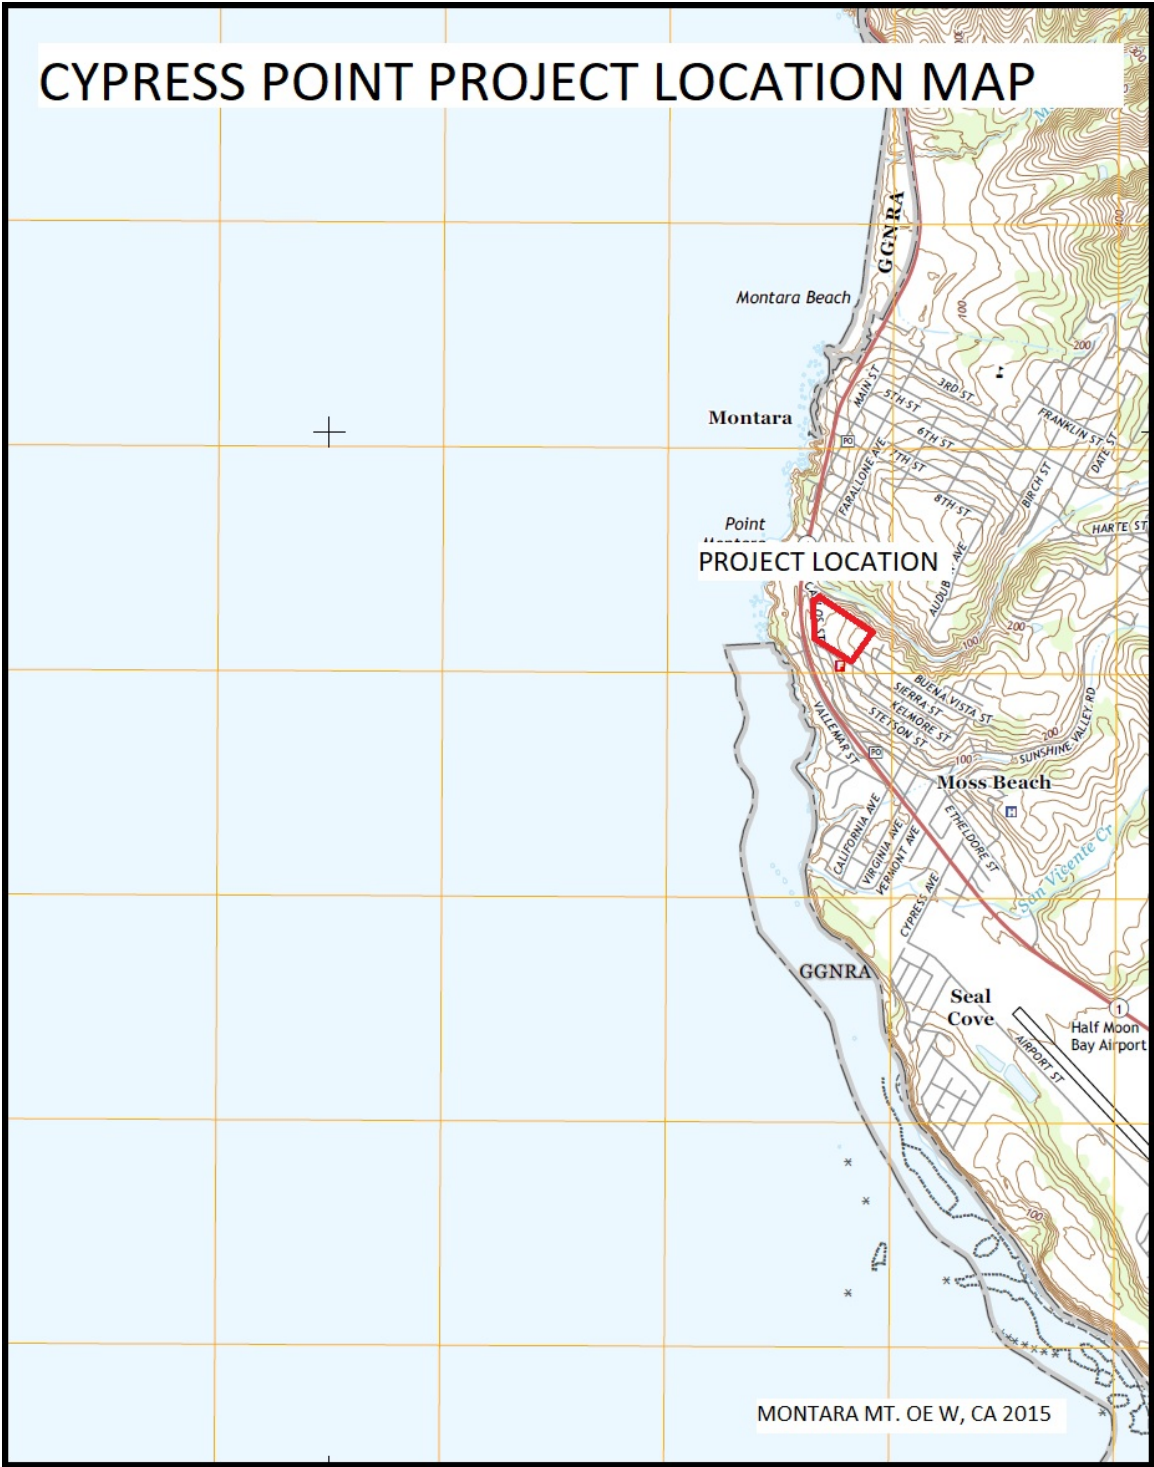 CYPRESS POINT PROJECT LOCATION MAP
GGNRA
400
Montara Beach
100
200
MAIN ST
3RD ST
5TH ST
6TH ST
7TH ST
8TH ST
FRANKLIN ST
DATE ST
Montara
PO
FARALLONE AVE
BIRCH ST
HARTE ST
Point
PROJECT LOCATION
AVE
200
100
BUENA VISTA ST
SIERRA ST
KELMORE ST
STETSON ST
VALLEMAR ST
PO
200
100
SUNSHINE VALLEY RD
Moss Beach
H
CALIFORNIA AVE
VIRGINIA AVE
VERMONT AVE
ETHELDORE ST
CYPRESS AVE
San Vicente Cr
GGNRA
Seal
Cove
1
Half Moon
Bay Airport
AIRPORT ST
100
MONTARA MT. OE W, CA 2015